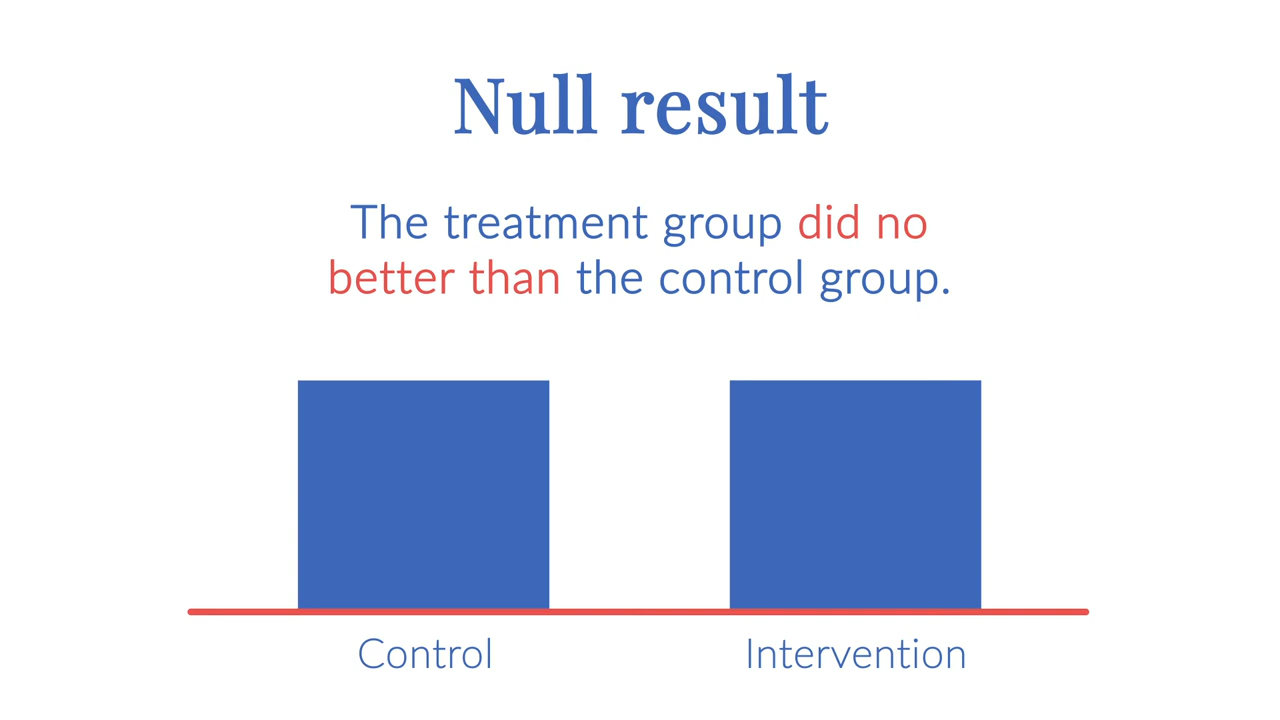 Null result
The treatment group did no
better than the control group.
Control
Intervention